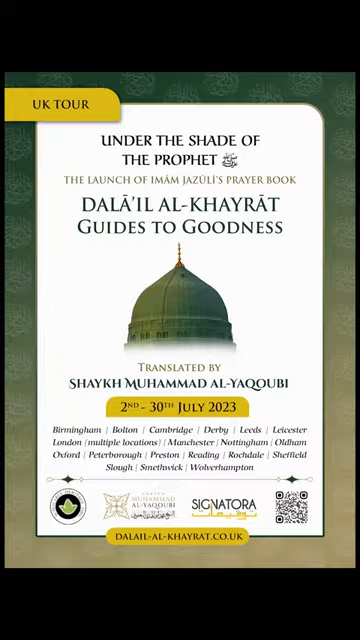 UK TOUR
UNDER THE SHADE OF
THE PROPHET ﷺ
THE LAUNCH OF IMĀM JAZŪLĪ'S PRAYER BOOK
DALĀ'IL AL-KHAYRĀT
GUIDES TO GOODNESS
TRANSLATED BY
SHAYKH MUHAMMAD AL-YAQOUBI
2ND - 30TH JULY 2023
Birmingham | Bolton | Cambridge | Derby | Leeds | Leicester
London (multiple locations) | Manchester | Nottingham | Oldham
Oxford | Peterborough | Preston | Reading | Rochdale | Sheffield
Slough | Smethwick | Wolverhampton
SHAYKH
MUHAMMAD
AL-YAQOUBI
SIGNATORA
توقيعات
DALAIL-AL-KHAYRAT.CO.UK